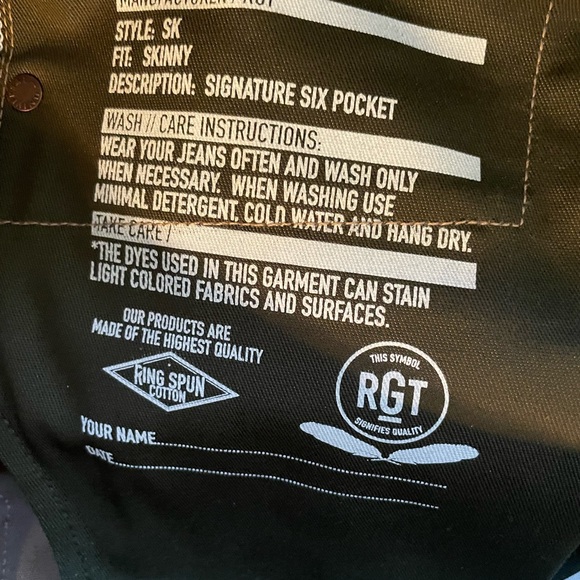 MANUFACTURER / RGT
STYLE: SK
FIT: SKINNY
DESCRIPTION: SIGNATURE SIX POCKET
WASH // CARE INSTRUCTIONS:
WEAR YOUR JEANS OFTEN AND WASH ONLY
WHEN NECESSARY. WHEN WASHING USE
MINIMAL DETERGENT, COLD WATER AND HANG DRY.
TAKE CARE /
*THE DYES USED IN THIS GARMENT CAN STAIN
LIGHT COLORED FABRICS AND SURFACES.
OUR PRODUCTS ARE
MADE OF THE HIGHEST QUALITY
RING SPUN
COTTON
THIS SYMBOL
RGT
SIGNIFIES QUALITY
YOUR NAME
DATE